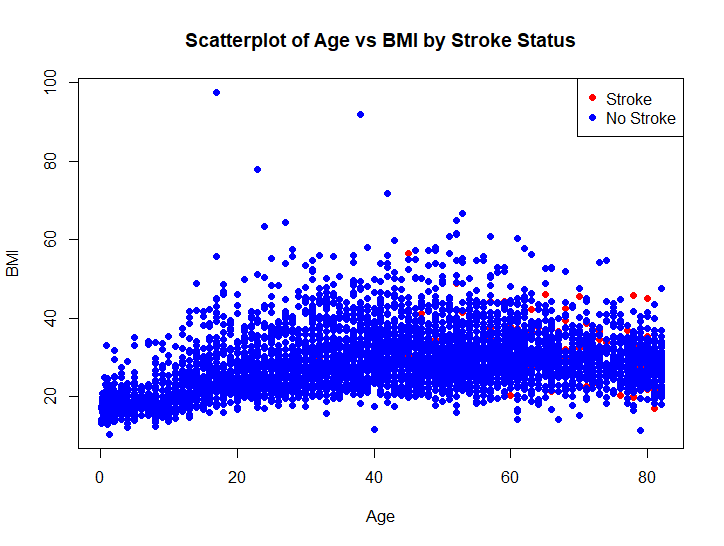 Scatterplot of Age vs BMI by Stroke Status
Stroke
No Stroke
100
80
60
40
20
BMI
0 20 40 60 80
Age